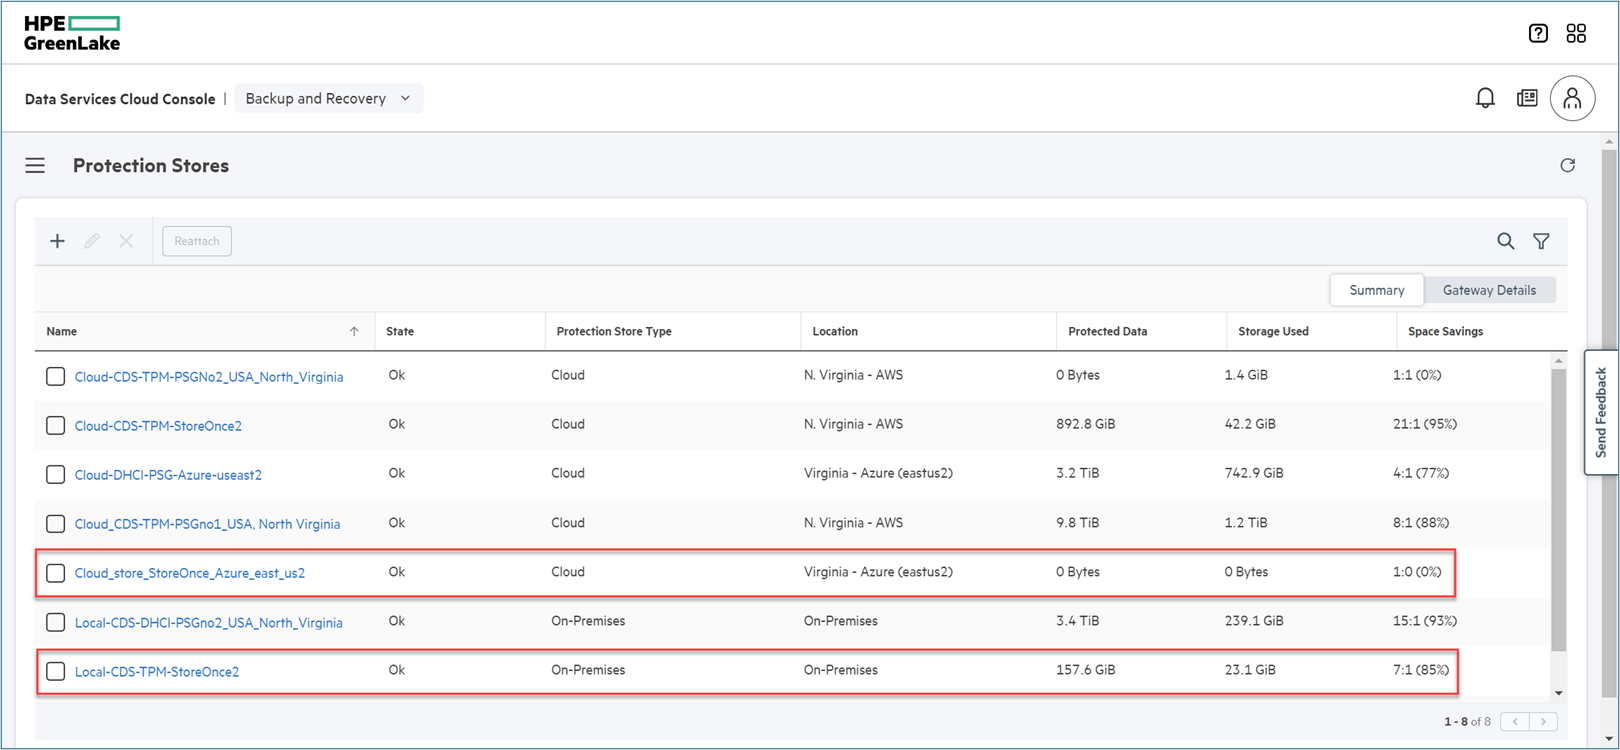 HPE
GreenLake
?
Data Services Cloud Console | Backup and Recovery
Protection Stores
Reattach
Summary Gateway Details
Name State Protection Store Type Location Protected Data Storage Used Space Savings
Cloud-CDS-TPM-PSGNo2_USA_North_Virginia Ok Cloud N. Virginia - AWS 0 Bytes 1.4 GiB 1:1 (0%)
Cloud-CDS-TPM-StoreOnce2 Ok Cloud N. Virginia - AWS 892.8 GiB 42.2 GiB 21:1 (95%)
Cloud-DHCI-PSG-Azure-useast2 Ok Cloud Virginia - Azure (eastus2) 3.2 TiB 742.9 GiB 4:1 (77%)
Cloud_CDS-TPM-PSGno1_USA, North Virginia Ok Cloud N. Virginia - AWS 9.8 TiB 1.2 TiB 8:1 (88%)
Cloud_store_StoreOnce_Azure_east_us2 Ok Cloud Virginia - Azure (eastus2) 0 Bytes 0 Bytes 1:0 (0%)
Local-CDS-DHCI-PSGno2_USA_North_Virginia Ok On-Premises On-Premises 3.4 TiB 239.1 GiB 15:1 (93%)
Local-CDS-TPM-StoreOnce2 Ok On-Premises On-Premises 157.6 GiB 23.1 GiB 7:1 (85%)
1 - 8 of 8
Send Feedback